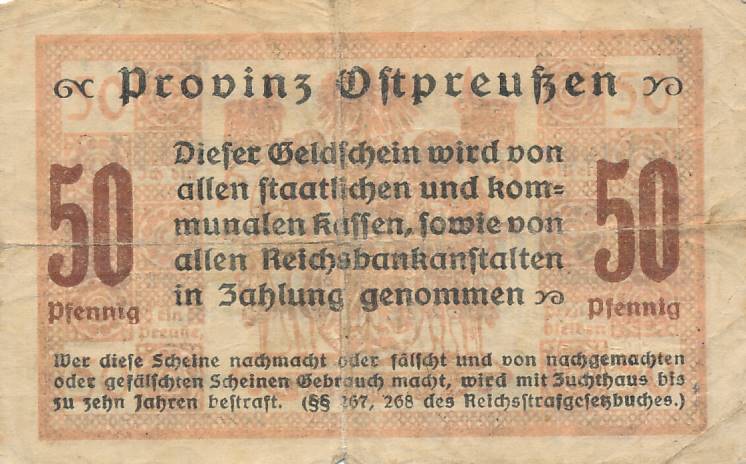 Provinz Ostpreußen
Dieser Geldschein wird von
allen staatlichen und kom=
munalen Kassen, sowie von
allen Reichsbankanstalten
in Zahlung genommen
50
Pfennig
50
Pfennig
Wer diese Scheine nachmacht oder fälscht und von nachgemachten
oder gefälschten Scheinen Gebrauch macht, wird mit Zuchthaus bis
zu zehn Jahren bestraft. (§§ 267, 268 des Reichsstrafgesetzbuches.)